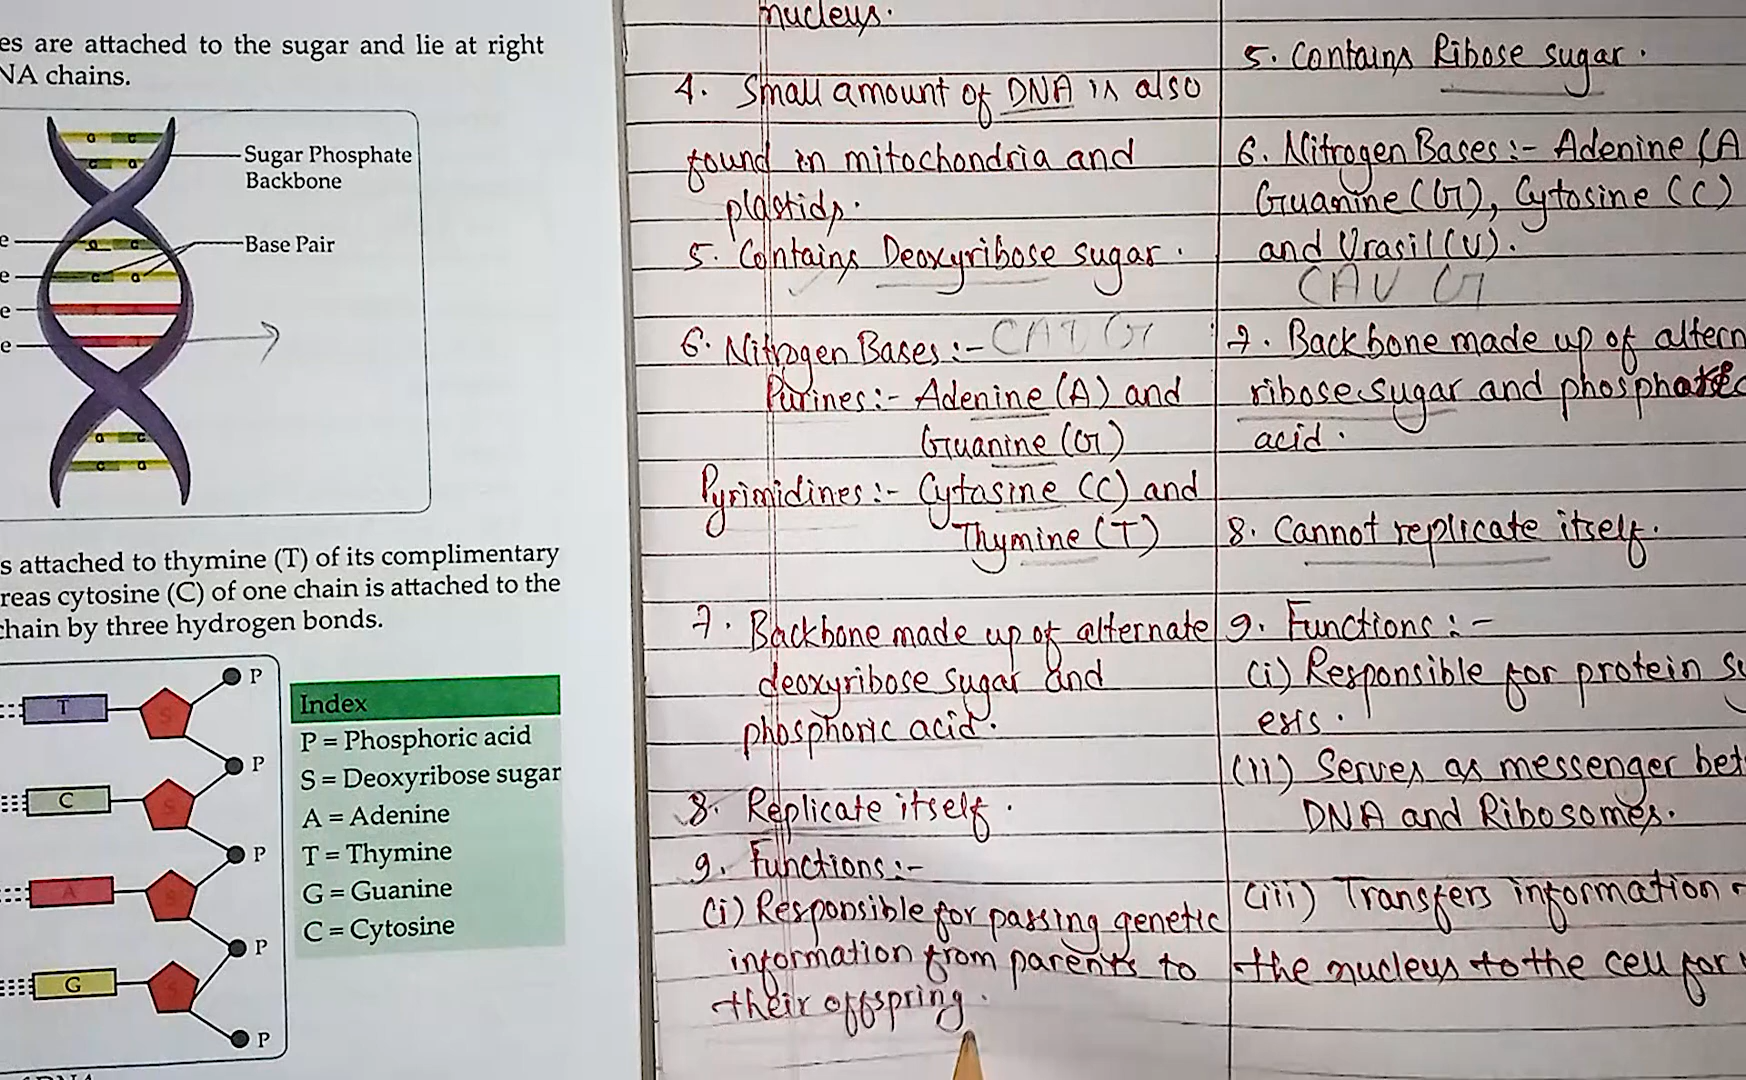 es are attached to the sugar and lie at right
NA chains.
G C
C G
Sugar Phosphate
Backbone
e
G C
Base Pair
e
C G
e
e
G C
C G
s attached to thymine (T) of its complimentary
reas cytosine (C) of one chain is attached to the
chain by three hydrogen bonds.
P
T S
P
C S
P
A S
P
G S
P
Index
P = Phosphoric acid
S = Deoxyribose sugar
A = Adenine
T = Thymine
G = Guanine
C = Cytosine
nucleus.
4. Small amount of DNA is also
found in mitochondria and
plastids.
5. Contains Deoxyribose sugar.
6. Nitrogen Bases :- CAT G
Purines :- Adenine (A) and
Guanine (G)
Pyrimidines :- Cytasine (C) and
Thymine (T)
7. Backbone made up of alternate
deoxyribose sugar and
phosphoric acid.
8. Replicate itself.
9. Functions :-
(i) Responsible for passing genetic
information from parents to
their offspring.
5. Contains Ribose sugar.
6. Nitrogen Bases :- Adenine (A
Guanine (G), Cytosine (C)
and Urasil (U).
CAU G
7. Backbone made up of altern
ribose sugar and
acid.
8. Cannot replicate itself.
9. Functions :-
(i) Responsible for protein sy
esis.
(ii) Serves as messenger bet
DNA and Ribosomes.
(iii) Transfers information
the nucleus to the cell for